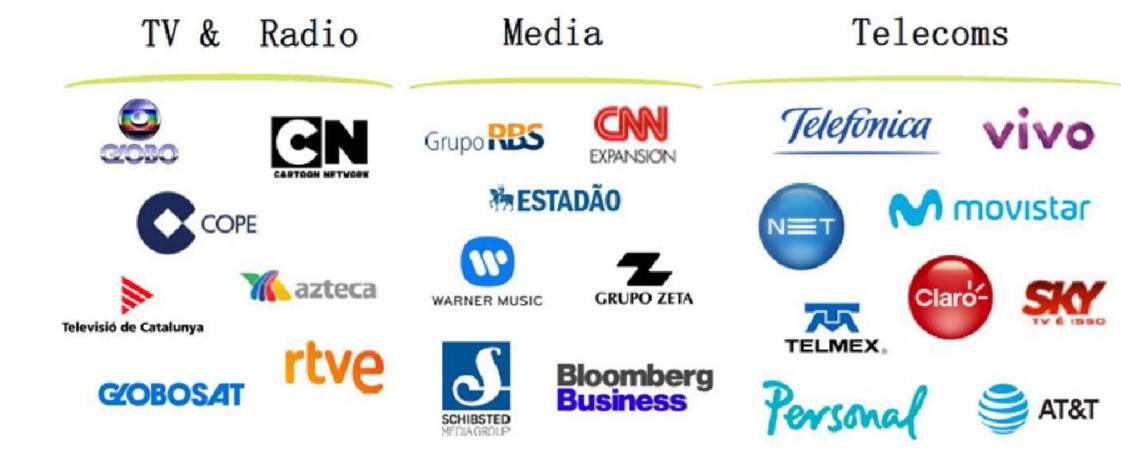 TV & Radio
Media
Telecoms
GLOBO
CN
CARTOON NETWORK
COPE
azteca
Televisió de Catalunya
rtve
GLOBOSAT
Grupo RBS
CNN
EXPANSIÓN
ESTADÃO
WARNER MUSIC
GRUPO ZETA
SCHIBSTED
MEDIA GROUP
Bloomberg
Business
Telefónica
vivo
NET
movistar
Claro
SKY
TV É ISSO
TELMEX®
Personal
AT&T